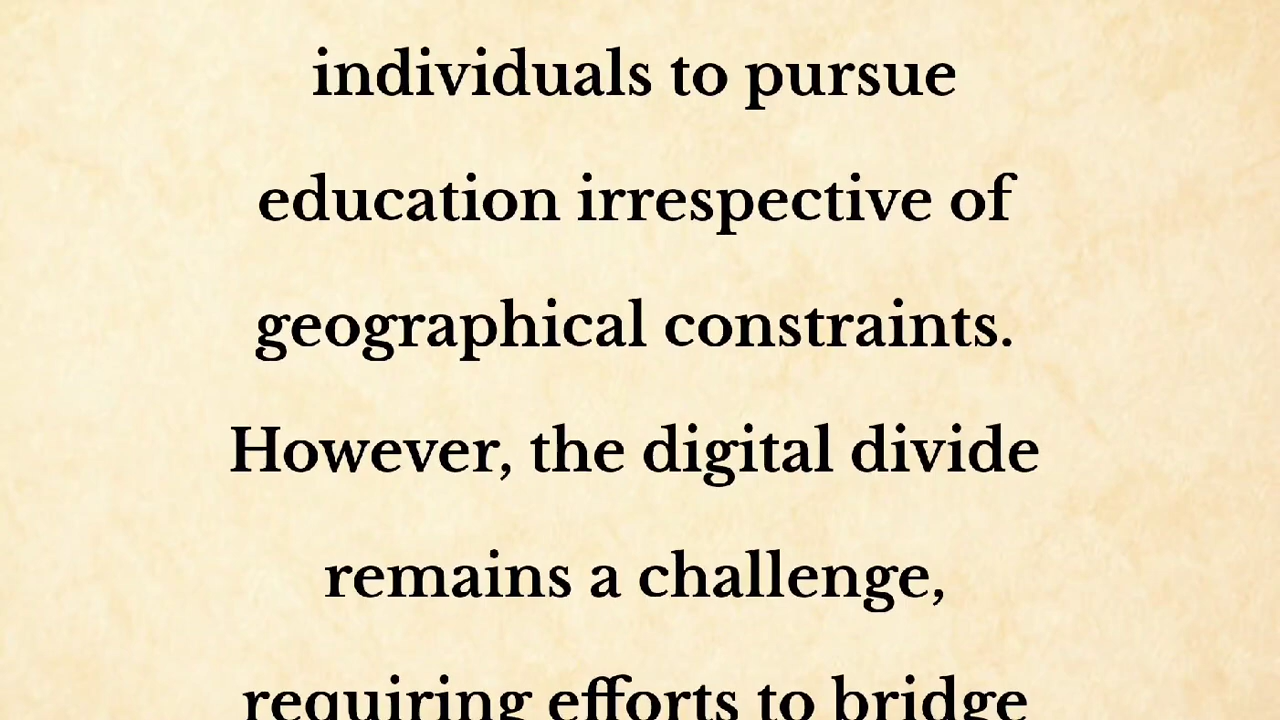 individuals to pursue
education irrespective of
geographical constraints.
However, the digital divide
remains a challenge,
requiring efforts to bridge